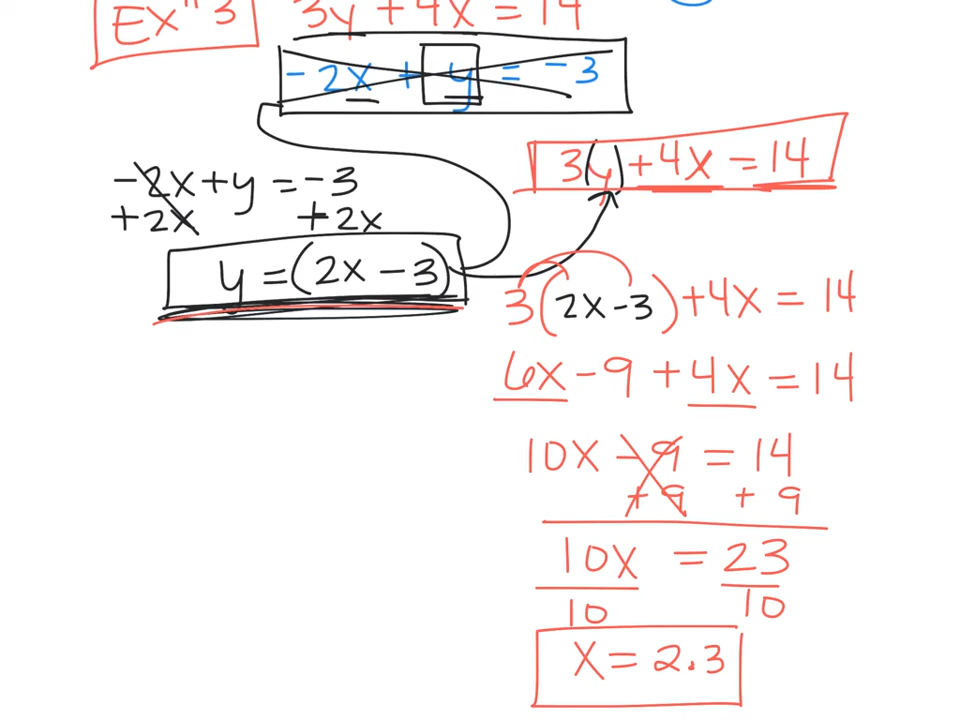 Ex # 3 3y + 4x = 14
-2x + y = -3
3(y) + 4x = 14
-2x + y = -3
+2x +2x
y = (2x - 3)
3(2x - 3) + 4x = 14
6x - 9 + 4x = 14
10x - 9 = 14
+ 9 + 9
10x = 23
10 10
x = 2.3